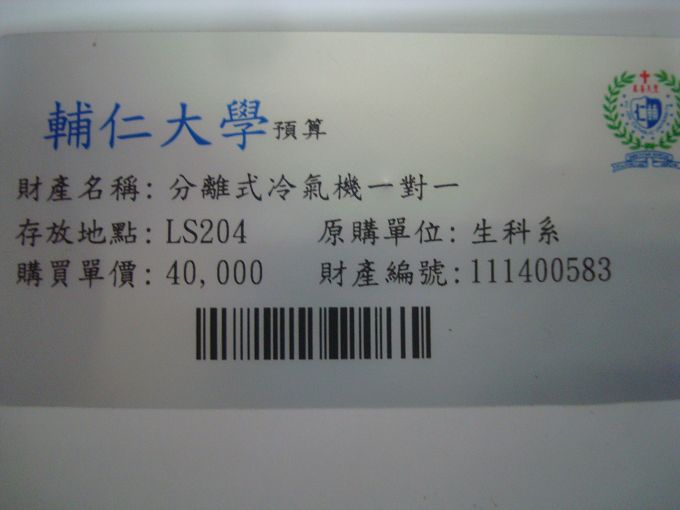 輔仁大學預算
財產名稱: 分離式冷氣機一對一
存放地點: LS204 原購單位: 生科系
購買單價: 40,000 財產編號: 111400583